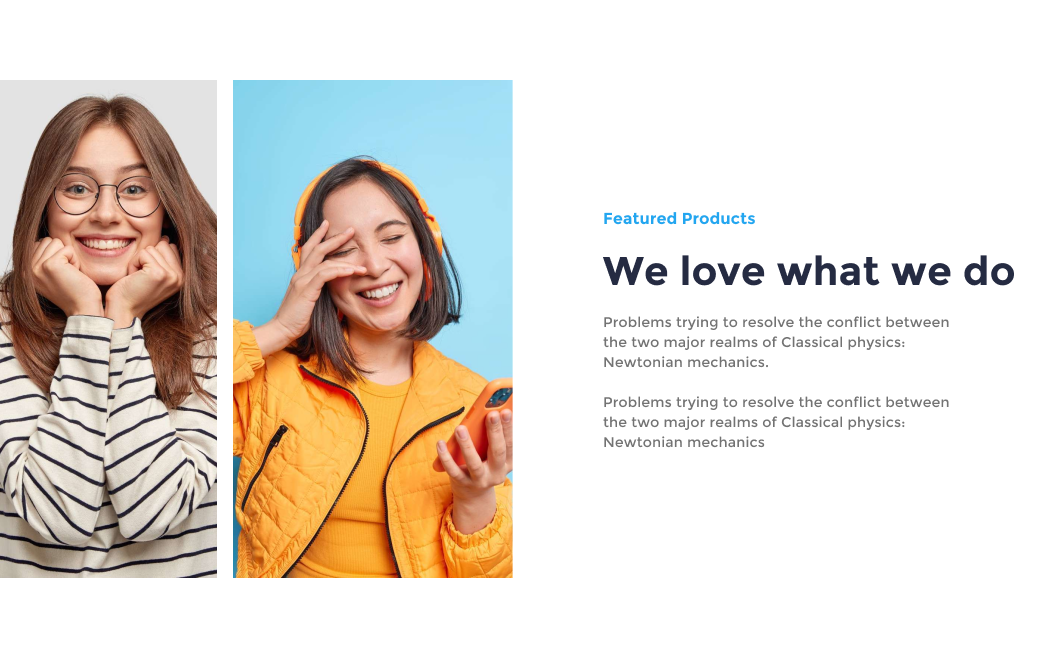 Featured Products
We love what we do
Problems trying to resolve the conflict between
the two major realms of Classical physics:
Newtonian mechanics.
Problems trying to resolve the conflict between
the two major realms of Classical physics:
Newtonian mechanics